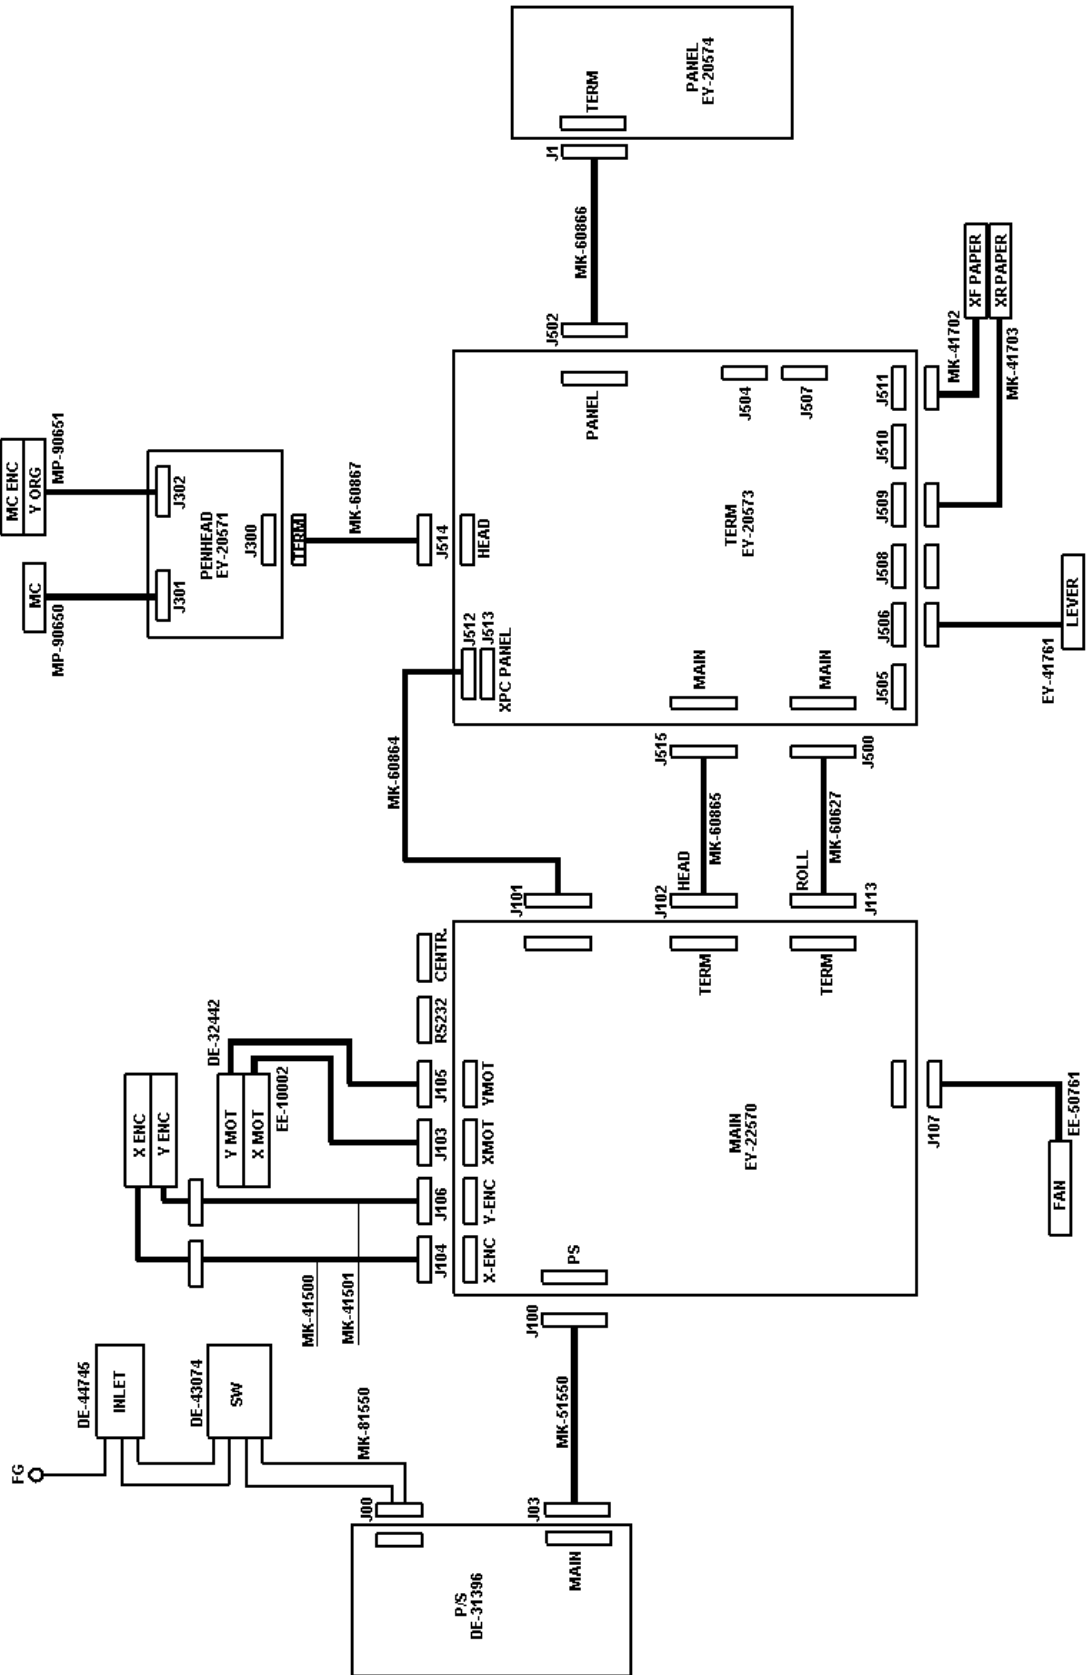 FG
DE-44745
INLET
DE-43074
SW
MK-81550
J00
P/S
DE-31396
J03
MAIN
MK-51550
J100
PS
MK-41500
MK-41501
X ENC
Y ENC
DE-32442
Y MOT
X MOT
EE-10002
J104
X-ENC
J106
Y-ENC
J103
XMOT
J105
YMOT
RS232
CENTR.
MAIN
EY-22570
J107
FAN
EE-50761
J101
MK-60864
J102
HEAD
TERM
MK-60865
J515
MAIN
ROLL
J113
TERM
MK-60627
J500
MAIN
J512
J513
XPC PANEL
MC
MP-90650
MC ENC
Y ORG
MP-90651
J301
J302
PENHEAD
EY-20571
J300
TERM
MK-60867
J514
HEAD
TERM
EY-20573
PANEL
J504
J507
J505
J506
J508
J509
J510
J511
EY-41761
LEVER
MK-41702
MK-41703
XF PAPER
XR PAPER
J502
MK-60866
J1
TERM
PANEL
EY-20574